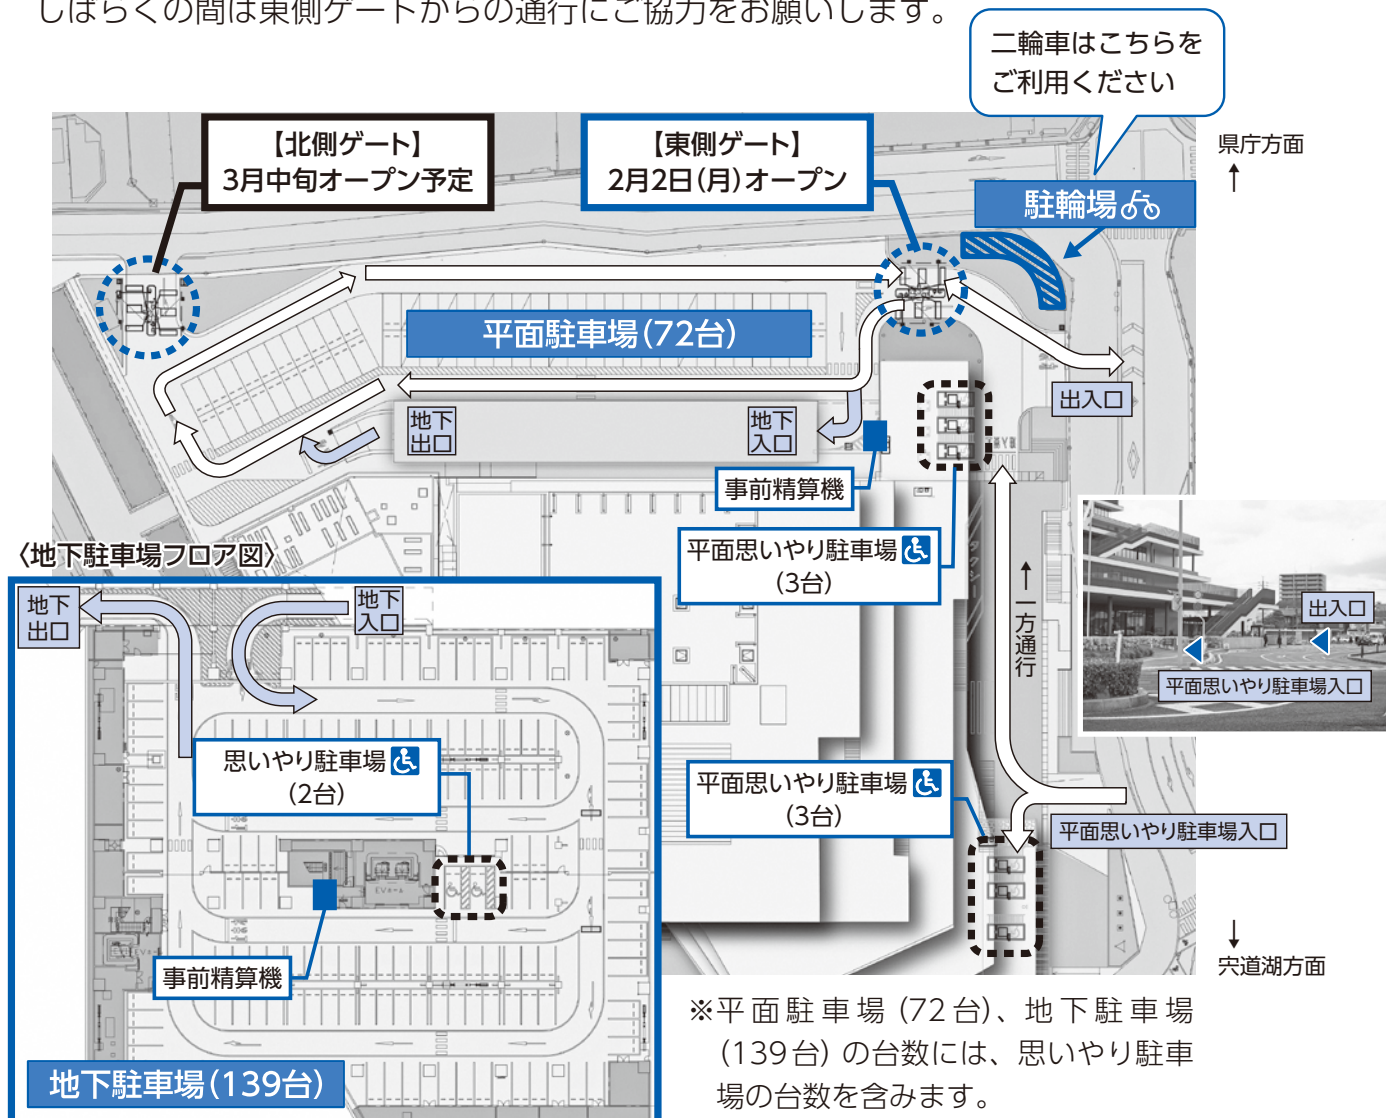 しばらくの間は東側ゲートからの通行にご協力をお願いします。
二輪車はこちらを
ご利用ください
【北側ゲート】
3月中旬オープン予定
【東側ゲート】
2月2日(月)オープン
県庁方面
↑
駐輪場
平面駐車場(72台)
出入口
地下
出口
地下
入口
事前精算機
平面思いやり駐車場
(3台)
タクシー
↑一方通行
出入口
平面思いやり駐車場入口
〈地下駐車場フロア図〉
地下
出口
地下
入口
思いやり駐車場
(2台)
EVホール
事前精算機
地下駐車場(139台)
平面思いやり駐車場
(3台)
平面思いやり駐車場入口
↓
宍道湖方面
※平面駐車場(72台)、地下駐車場
(139台)の台数には、思いやり駐車
場の台数を含みます。